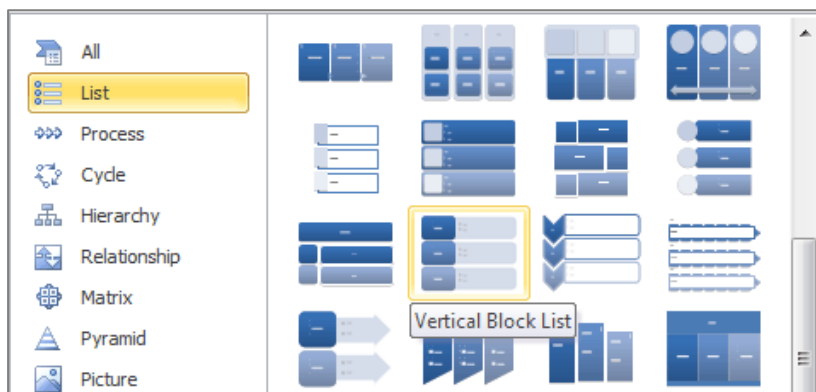 All
List
Process
Cycle
Hierarchy
Relationship
Matrix
Pyramid
Picture
Vertical Block List